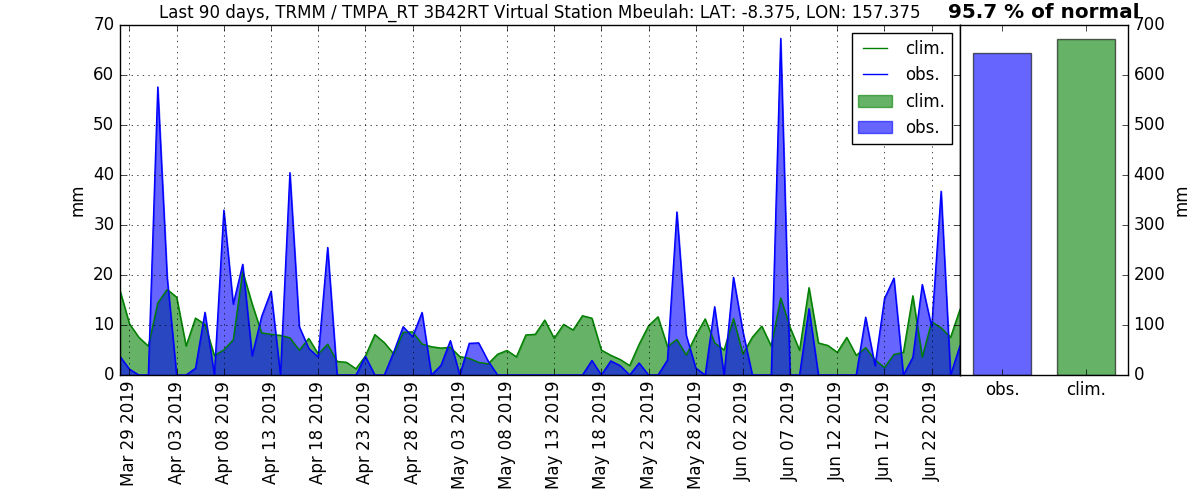 Last 90 days, TRMM / TMPA_RT 3B42RT Virtual Station Mbeulah: LAT: -8.375, LON: 157.375
95.7 % of normal
70
60
50
40
30
20
10
0
mm
clim.
obs.
clim.
obs.
Mar 29 2019
Apr 03 2019
Apr 08 2019
Apr 13 2019
Apr 18 2019
Apr 23 2019
Apr 28 2019
May 03 2019
May 08 2019
May 13 2019
May 18 2019
May 23 2019
May 28 2019
Jun 02 2019
Jun 07 2019
Jun 12 2019
Jun 17 2019
Jun 22 2019
700
600
500
400
300
200
100
0
mm
obs.
clim.